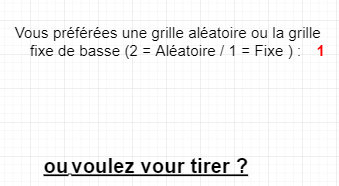 Vous préférées une grille aléatoire ou la grille
fixe de basse (2 = Aléatoire / 1 = Fixe ) : 1
ou voulez vour tirer ?